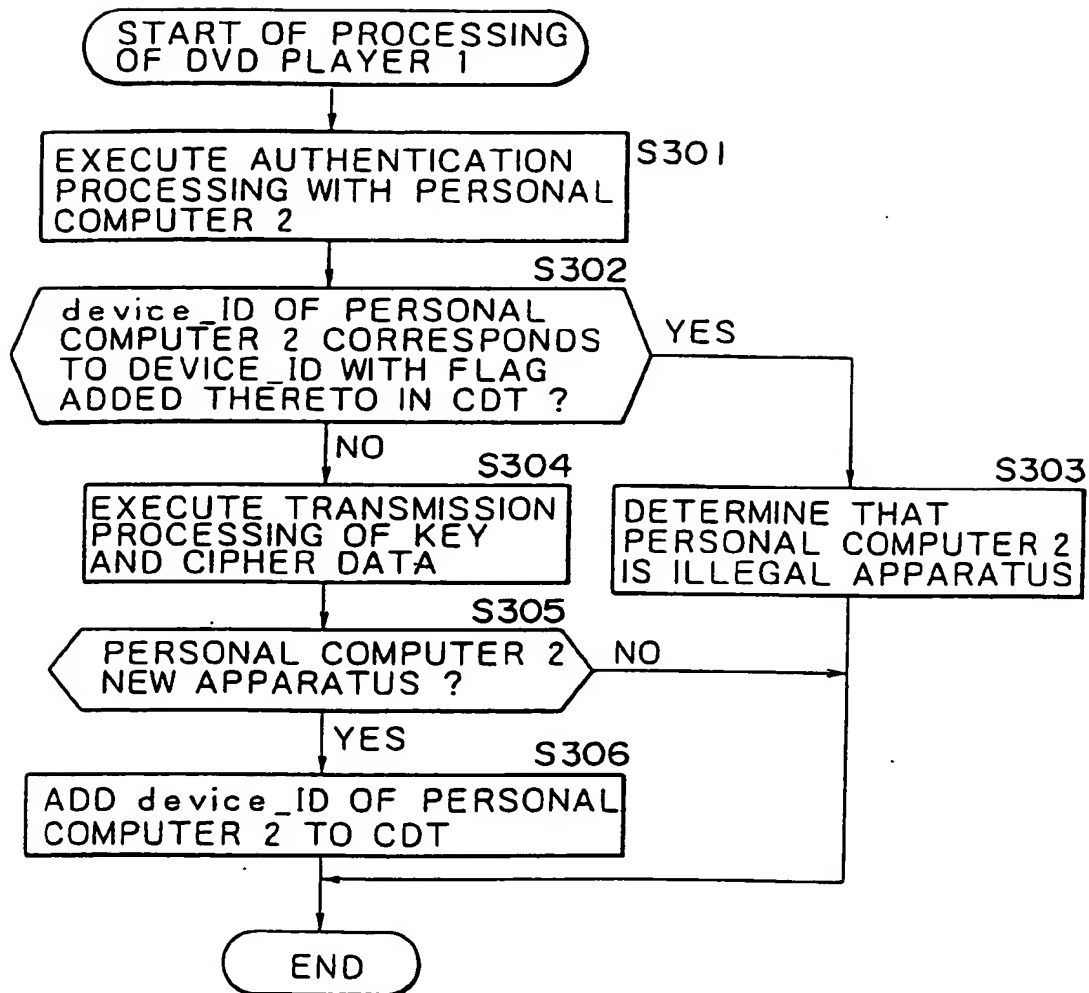 START OF PROCESSING
OF DVD PLAYER 1
EXECUTE AUTHENTICATION
PROCESSING WITH PERSONAL
COMPUTER 2
S301
S302
device_ID OF PERSONAL
COMPUTER 2 CORRESPONDS
TO DEVICE_ID WITH FLAG
ADDED THERETO IN CDT ?
YES
NO
S304
EXECUTE TRANSMISSION
PROCESSING OF KEY
AND CIPHER DATA
S303
DETERMINE THAT
PERSONAL COMPUTER 2
IS ILLEGAL APPARATUS
S305
PERSONAL COMPUTER 2
NEW APPARATUS ?
NO
YES
S306
ADD device_ID OF PERSONAL
COMPUTER 2 TO CDT
END